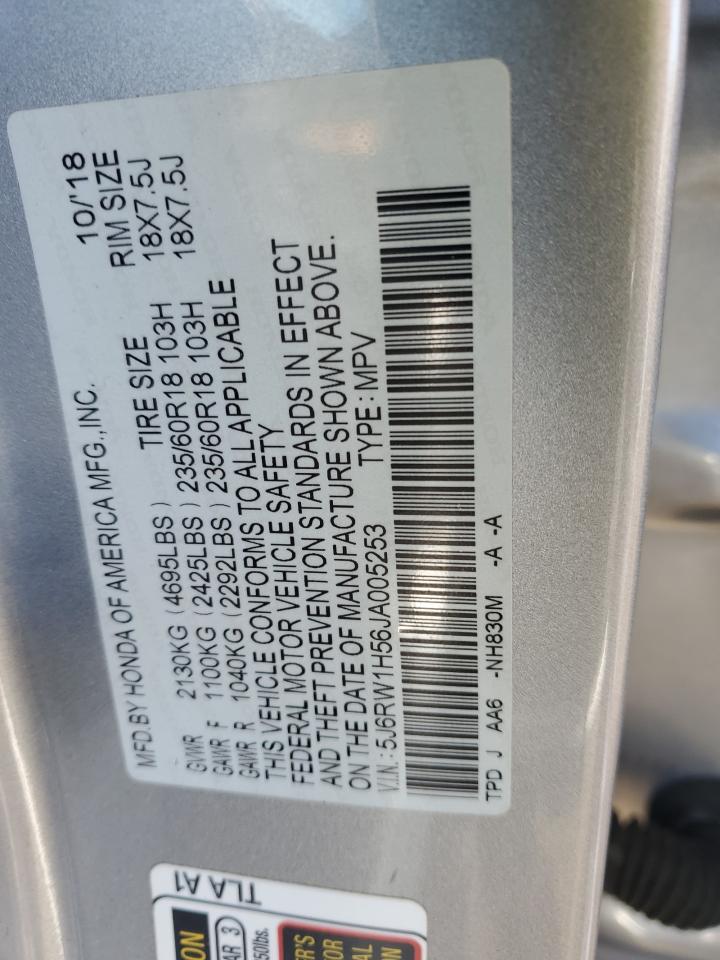 MFD.BY HONDA OF AMERICA MFG.,INC. 10/'18
GVWR 2130KG (4695LBS) TIRE SIZE RIM SIZE
GAWR F 1100KG (2425LBS) 235/60R18 103H 18X7.5J
GAWR R 1040KG (2292LBS) 235/60R18 103H 18X7.5J
THIS VEHICLE CONFORMS TO ALL APPLICABLE
FEDERAL MOTOR VEHICLE SAFETY
AND THEFT PREVENTION STANDARDS IN EFFECT
ON THE DATE OF MANUFACTURE SHOWN ABOVE.
V.I.N.: 5J6RW1H56JA005253 TYPE: MPV
TPD J AA6 -NH830M -A -A
TLA A1